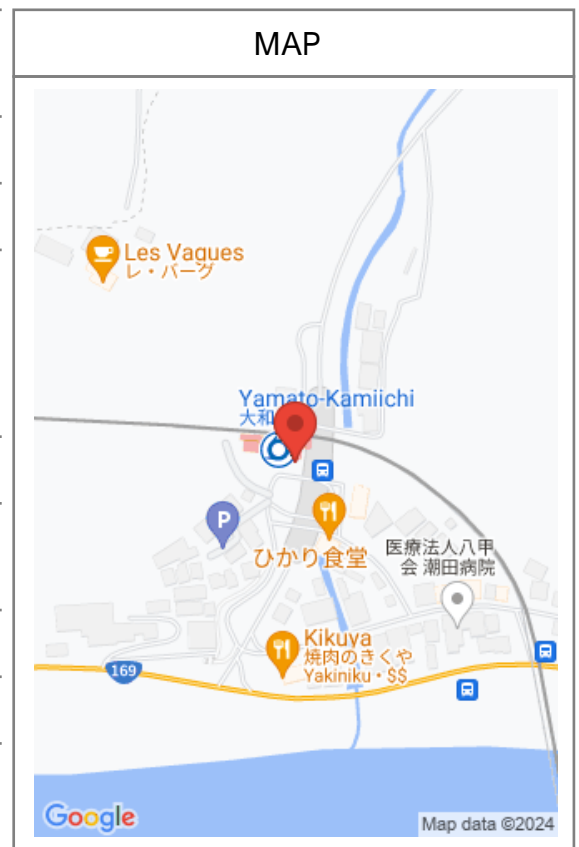 MAP
Les Vagues
レ・バーグ
Yamato-Kamiichi
大和
P
ひかり食堂
医療法人八甲
会 潮田病院
Kikuya
焼肉のきくや
Yakiniku・$$
169
Google
Map data ©2024